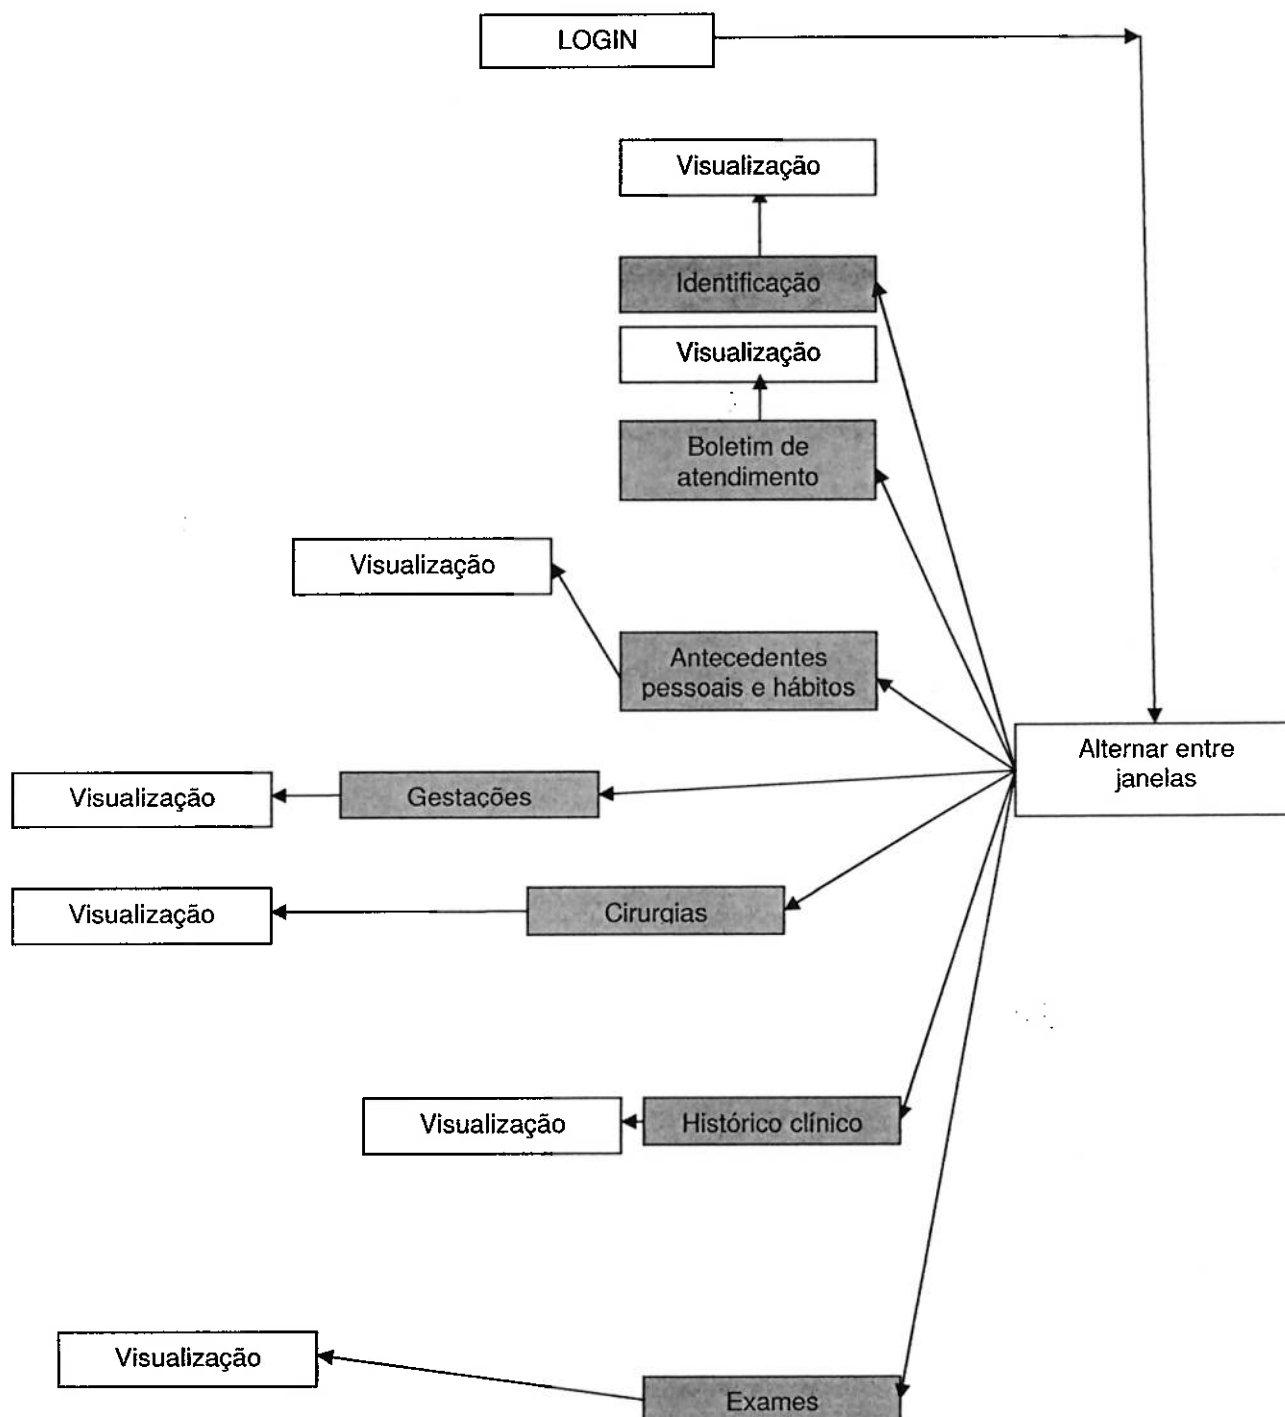 LOGIN
Visualização
Identificação
Visualização
Boletim de
atendimento
Visualização
Antecedentes
pessoais e hábitos
Alternar entre
janelas
Visualização
Gestações
Visualização
Cirurgias
Visualização
Histórico clínico
Visualização
Exames